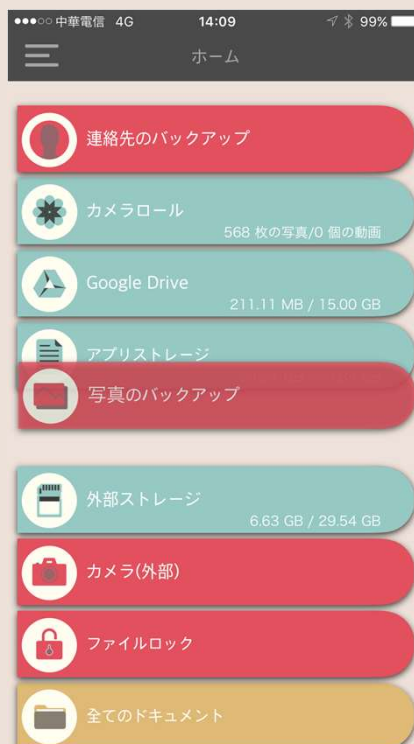 中華電信 4G 14:09 99%
ホーム
連絡先のバックアップ
カメラロール
568 枚の写真/0 個の動画
Google Drive
211.11 MB / 15.00 GB
アプリストレージ
写真のバックアップ
外部ストレージ
6.63 GB / 29.54 GB
カメラ(外部)
ファイルロック
全てのドキュメント